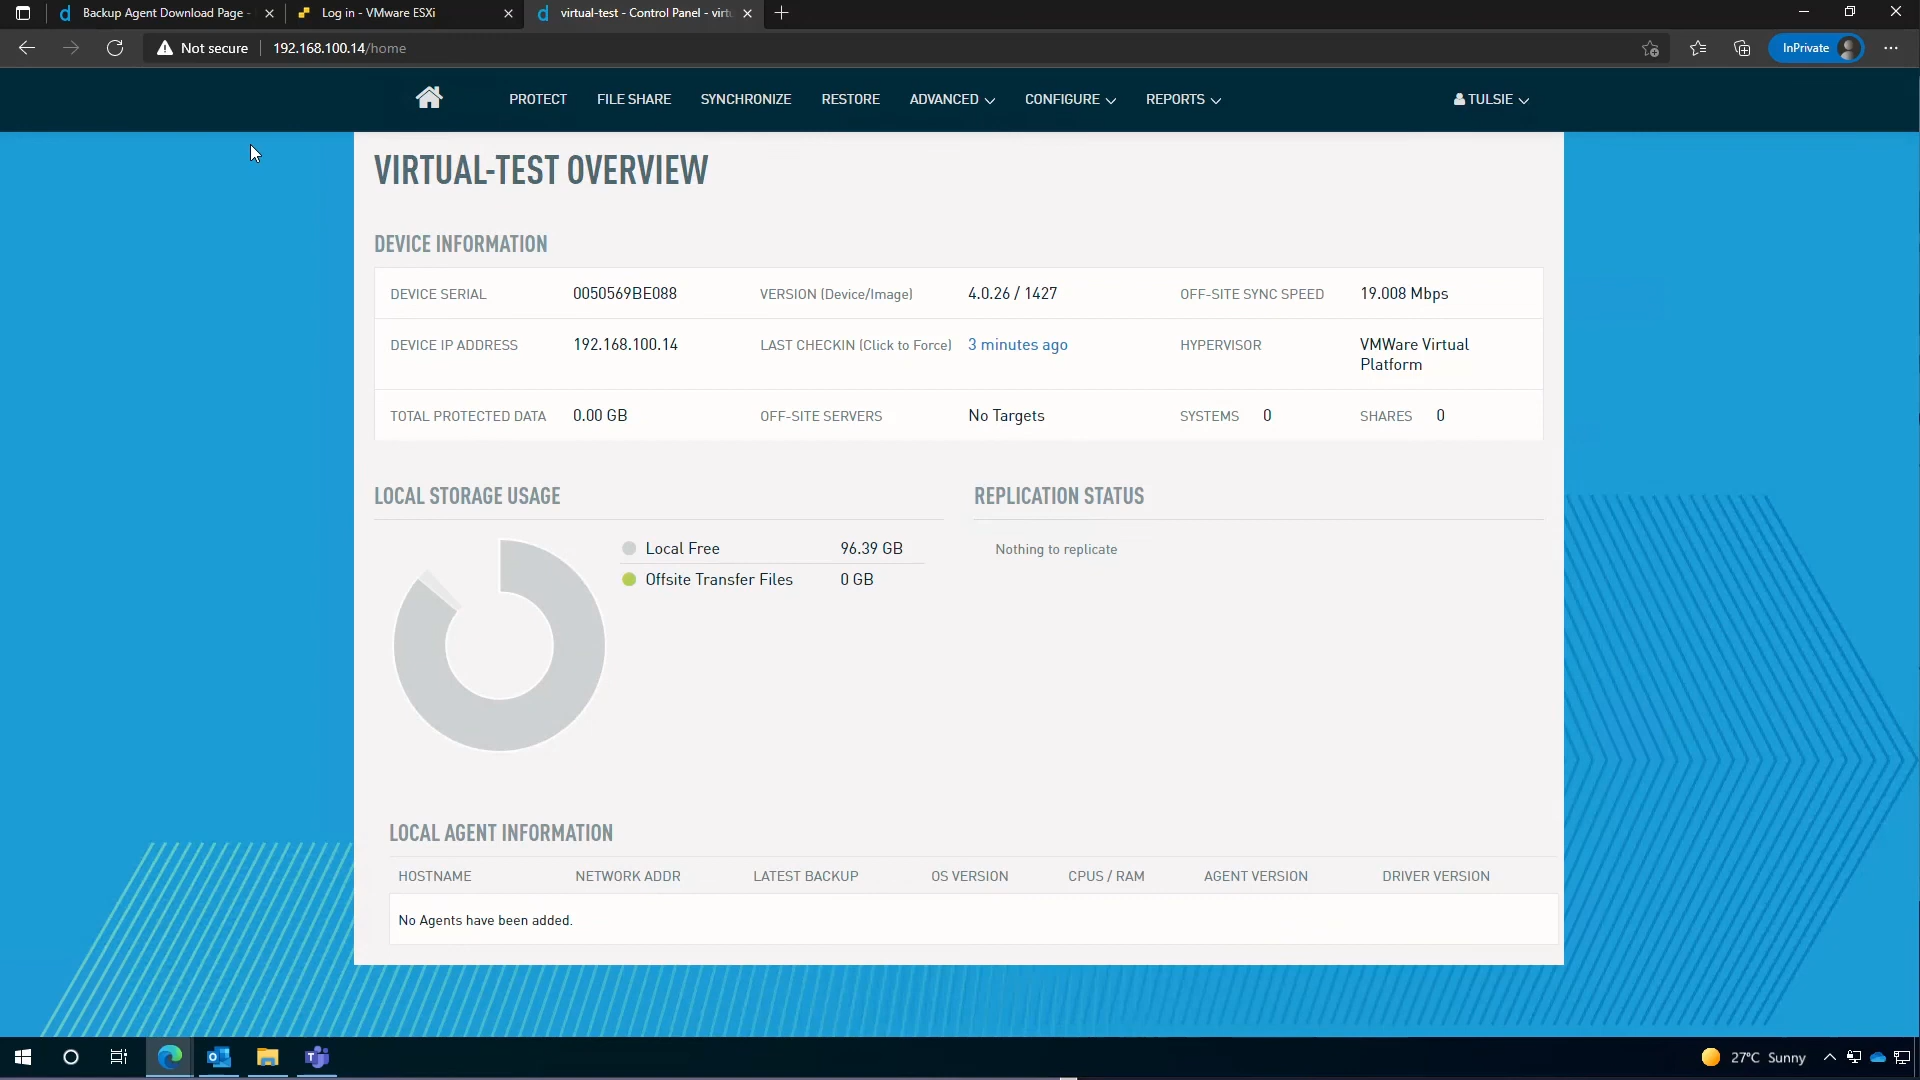 Backup Agent Download Page -
Log in - VMware ESXi
virtual-test - Control Panel - virtu
Not secure
192.168.100.14/home
InPrivate
PROTECT
FILE SHARE
SYNCHRONIZE
RESTORE
ADVANCED
CONFIGURE
REPORTS
TULSIE
VIRTUAL-TEST OVERVIEW
DEVICE INFORMATION
DEVICE SERIAL 0050569BE088 VERSION (Device/Image) 4.0.26 / 1427 OFF-SITE SYNC SPEED 19.008 Mbps
DEVICE IP ADDRESS 192.168.100.14 LAST CHECKIN (Click to Force) 3 minutes ago HYPERVISOR VMWare Virtual
Platform
TOTAL PROTECTED DATA 0.00 GB OFF-SITE SERVERS No Targets SYSTEMS 0 SHARES 0
LOCAL STORAGE USAGE
Local Free 96.39 GB
Offsite Transfer Files 0 GB
REPLICATION STATUS
Nothing to replicate
LOCAL AGENT INFORMATION
HOSTNAME NETWORK ADDR LATEST BACKUP OS VERSION CPUS / RAM AGENT VERSION DRIVER VERSION
No Agents have been added.
27°C Sunny